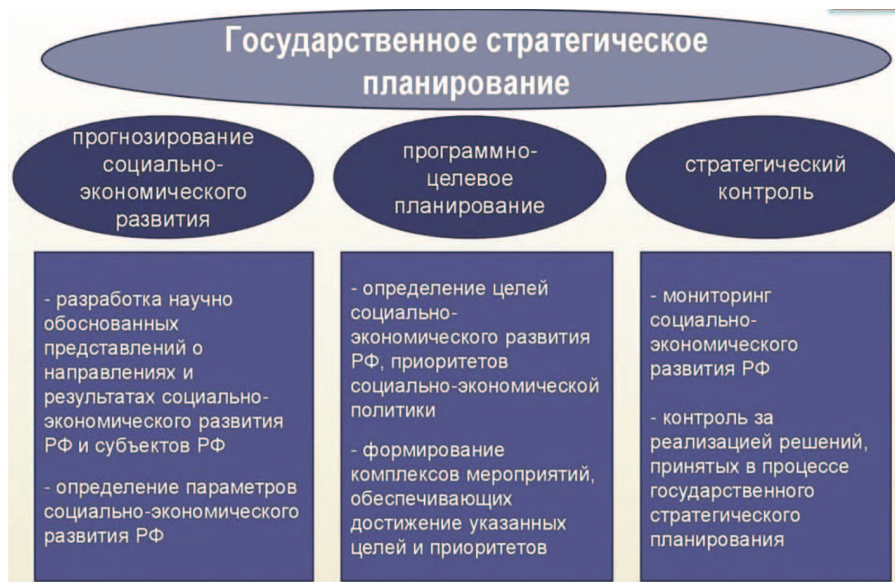 Государственное стратегическое
планирование
прогнозирование
социально-
экономического
развития
программно-
целевое
планирование
стратегический
контроль
- разработка научно
обоснованных
представлений о
направлениях и
результатах социально-
экономического развития
РФ и субъектов РФ
- определение параметров
социально-экономического
развития РФ
- определение целей
социально-
экономического развития
РФ, приоритетов
социально-экономической
политики
- формирование
комплексов мероприятий,
обеспечивающих
достижение указанных
целей и приоритетов
- мониторинг
социально-
экономического
развития РФ
- контроль за
реализацией решений,
принятых в процессе
государственного
стратегического
планирования